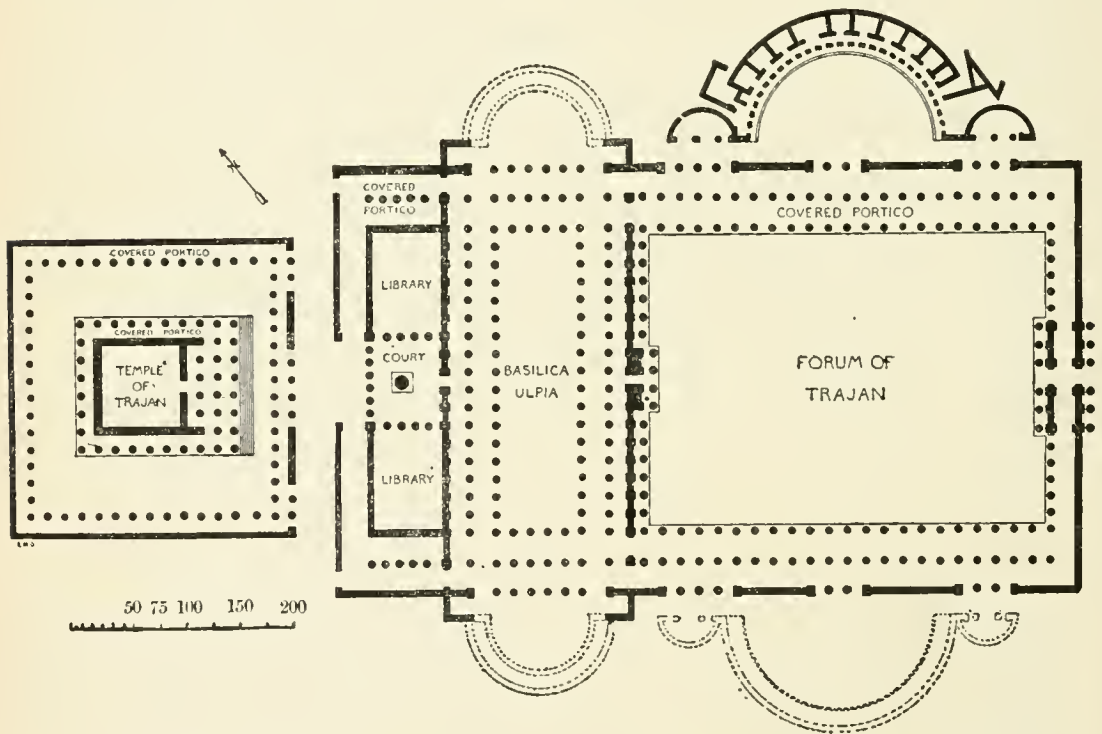 COVERED PORTICO
COVERED PORTICO
TEMPLE
OF
TRAJAN
COVERED
PORTICO
LIBRARY
COURT
LIBRARY
BASILICA
ULPIA
COVERED PORTICO
FORUM OF
TRAJAN
50 75 100 150 200